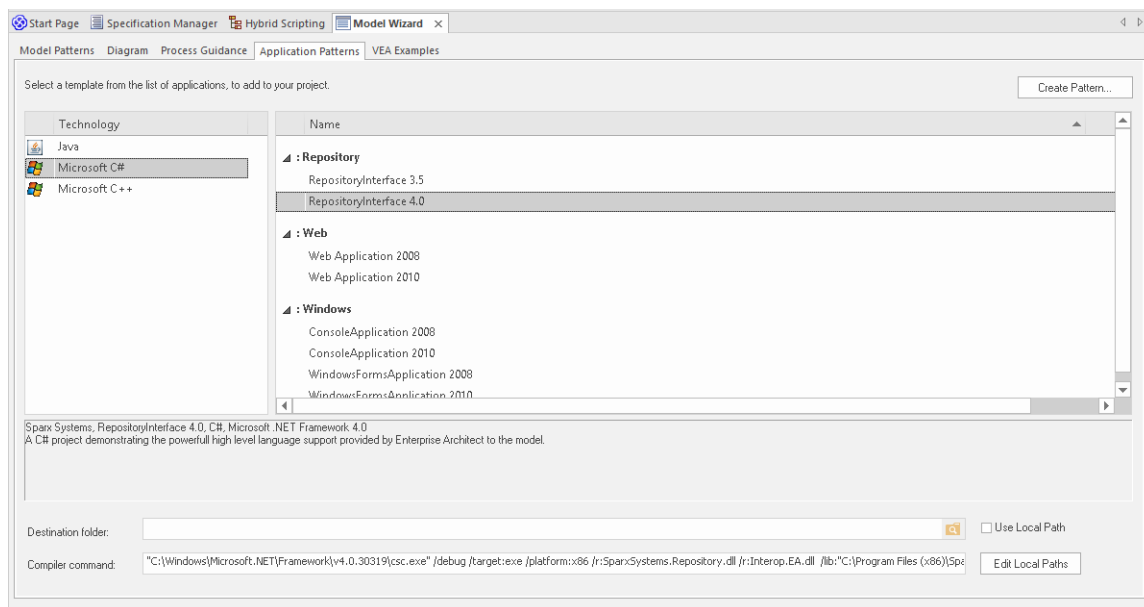 Start Page Specification Manager Hybrid Scripting Model Wizard
Model Patterns Diagram Process Guidance Application Patterns VEA Examples
Select a template from the list of applications, to add to your project.
Create Pattern...
Technology
Java
Microsoft C#
Microsoft C++
Name
: Repository
RepositoryInterface 3.5
RepositoryInterface 4.0
: Web
Web Application 2008
Web Application 2010
: Windows
ConsoleApplication 2008
ConsoleApplication 2010
WindowsFormsApplication 2008
WindowsFormsApplication 2010
Sparx Systems, RepositoryInterface 4.0, C#, Microsoft .NET Framework 4.0
A C# project demonstrating the powerfull high level language support provided by Enterprise Architect to the model.
Destination folder:
Use Local Path
Compiler command:
"C:\Windows\Microsoft.NET\Framework\v4.0.30319\csc.exe" /debug /target:exe /platform:x86 /r:SparxSystems.Repository.dll /r:Interop.EA.dll /lib:"C:\Program Files (x86)\Spa
Edit Local Paths